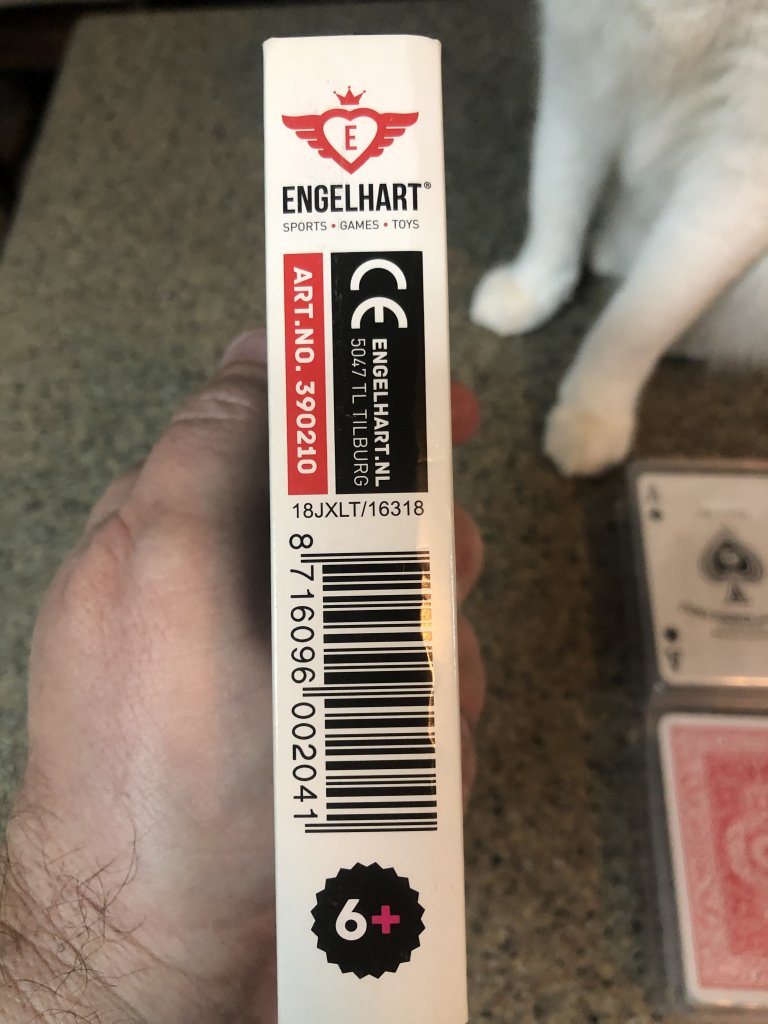 E
ENGELHART®
SPORTS • GAMES • TOYS
CE
ENGELHART.NL
5047 TL TILBURG
ART.NO. 390210
18JXLT/16318
8 716096 002041
6+
A
A